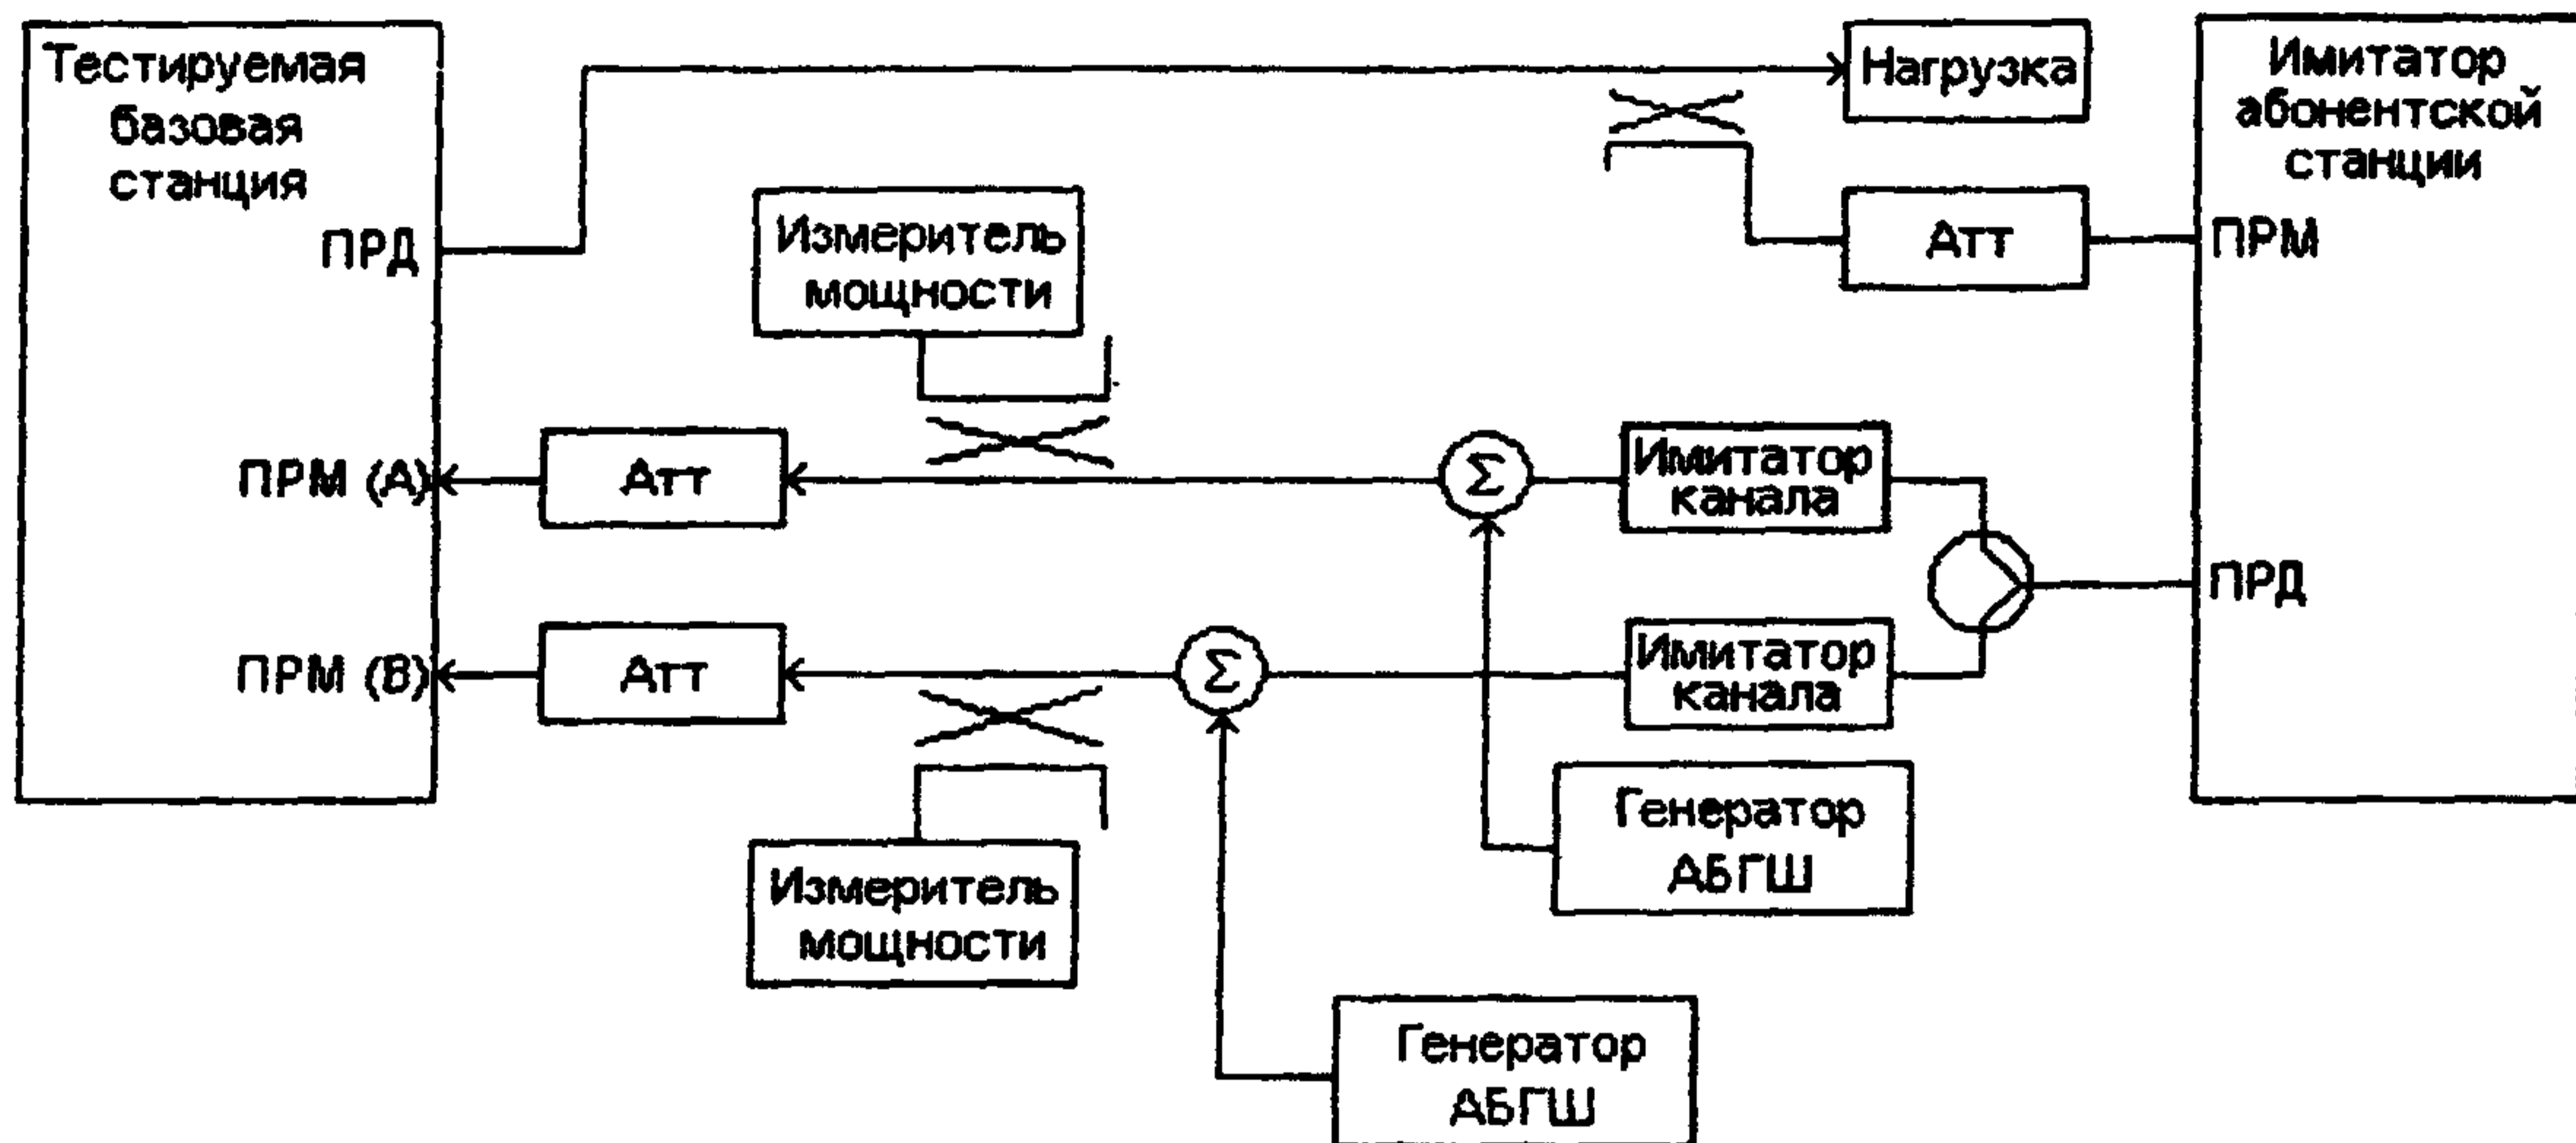 Тестируемая
базовая
станция
ПРД
ПРМ (А)
ПРМ (В)
Измеритель
мощности
Атт
Атт
Измеритель
мощности
Нагрузка
Атт
Σ
Σ
Имитатор
канала
Имитатор
канала
Генератор
АБГШ
Генератор
АБГШ
Имитатор
абонентской
станции
ПРМ
ПРД